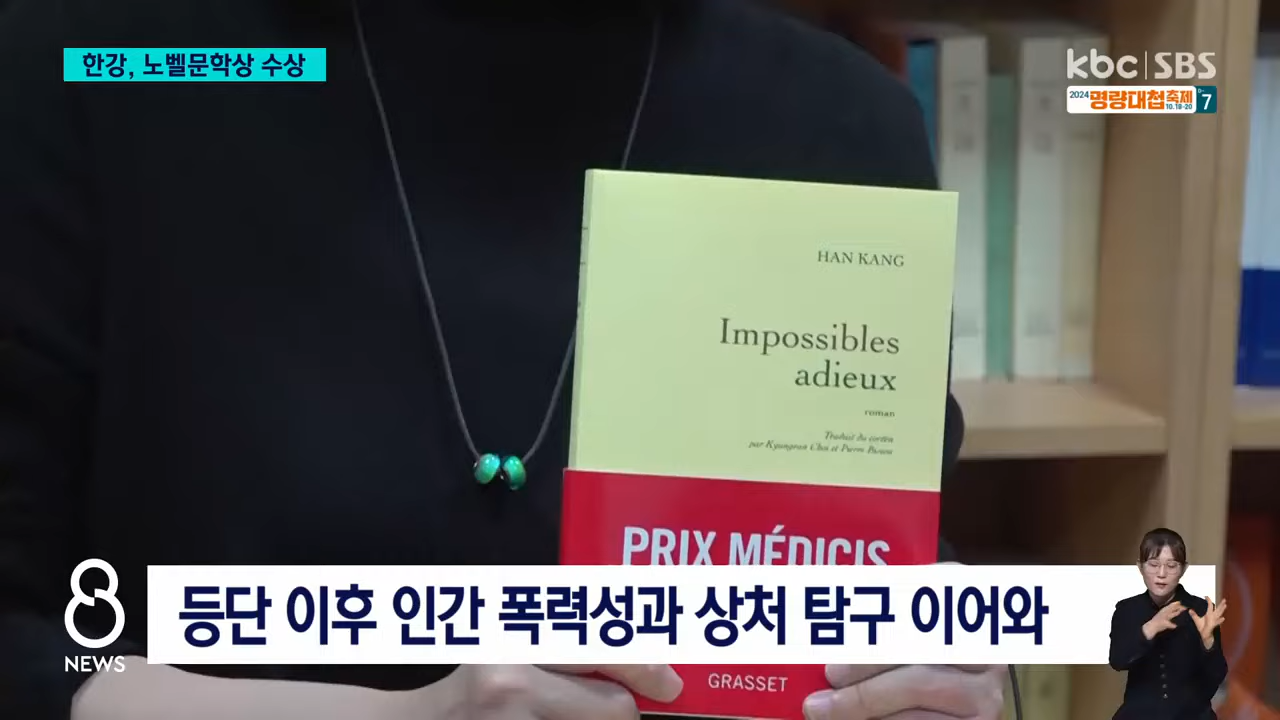 한강, 노벨문학상 수상
kbc SBS
2024 명량대첩축제 10.18-20 D-7
HAN KANG
Impossibles
adieux
roman
Traduit du coréen
par Kyungran Choi et Pierre Bisiou
PRIX MÉDICIS
8
NEWS
등단 이후 인간 폭력성과 상처 탐구 이어와
GRASSET